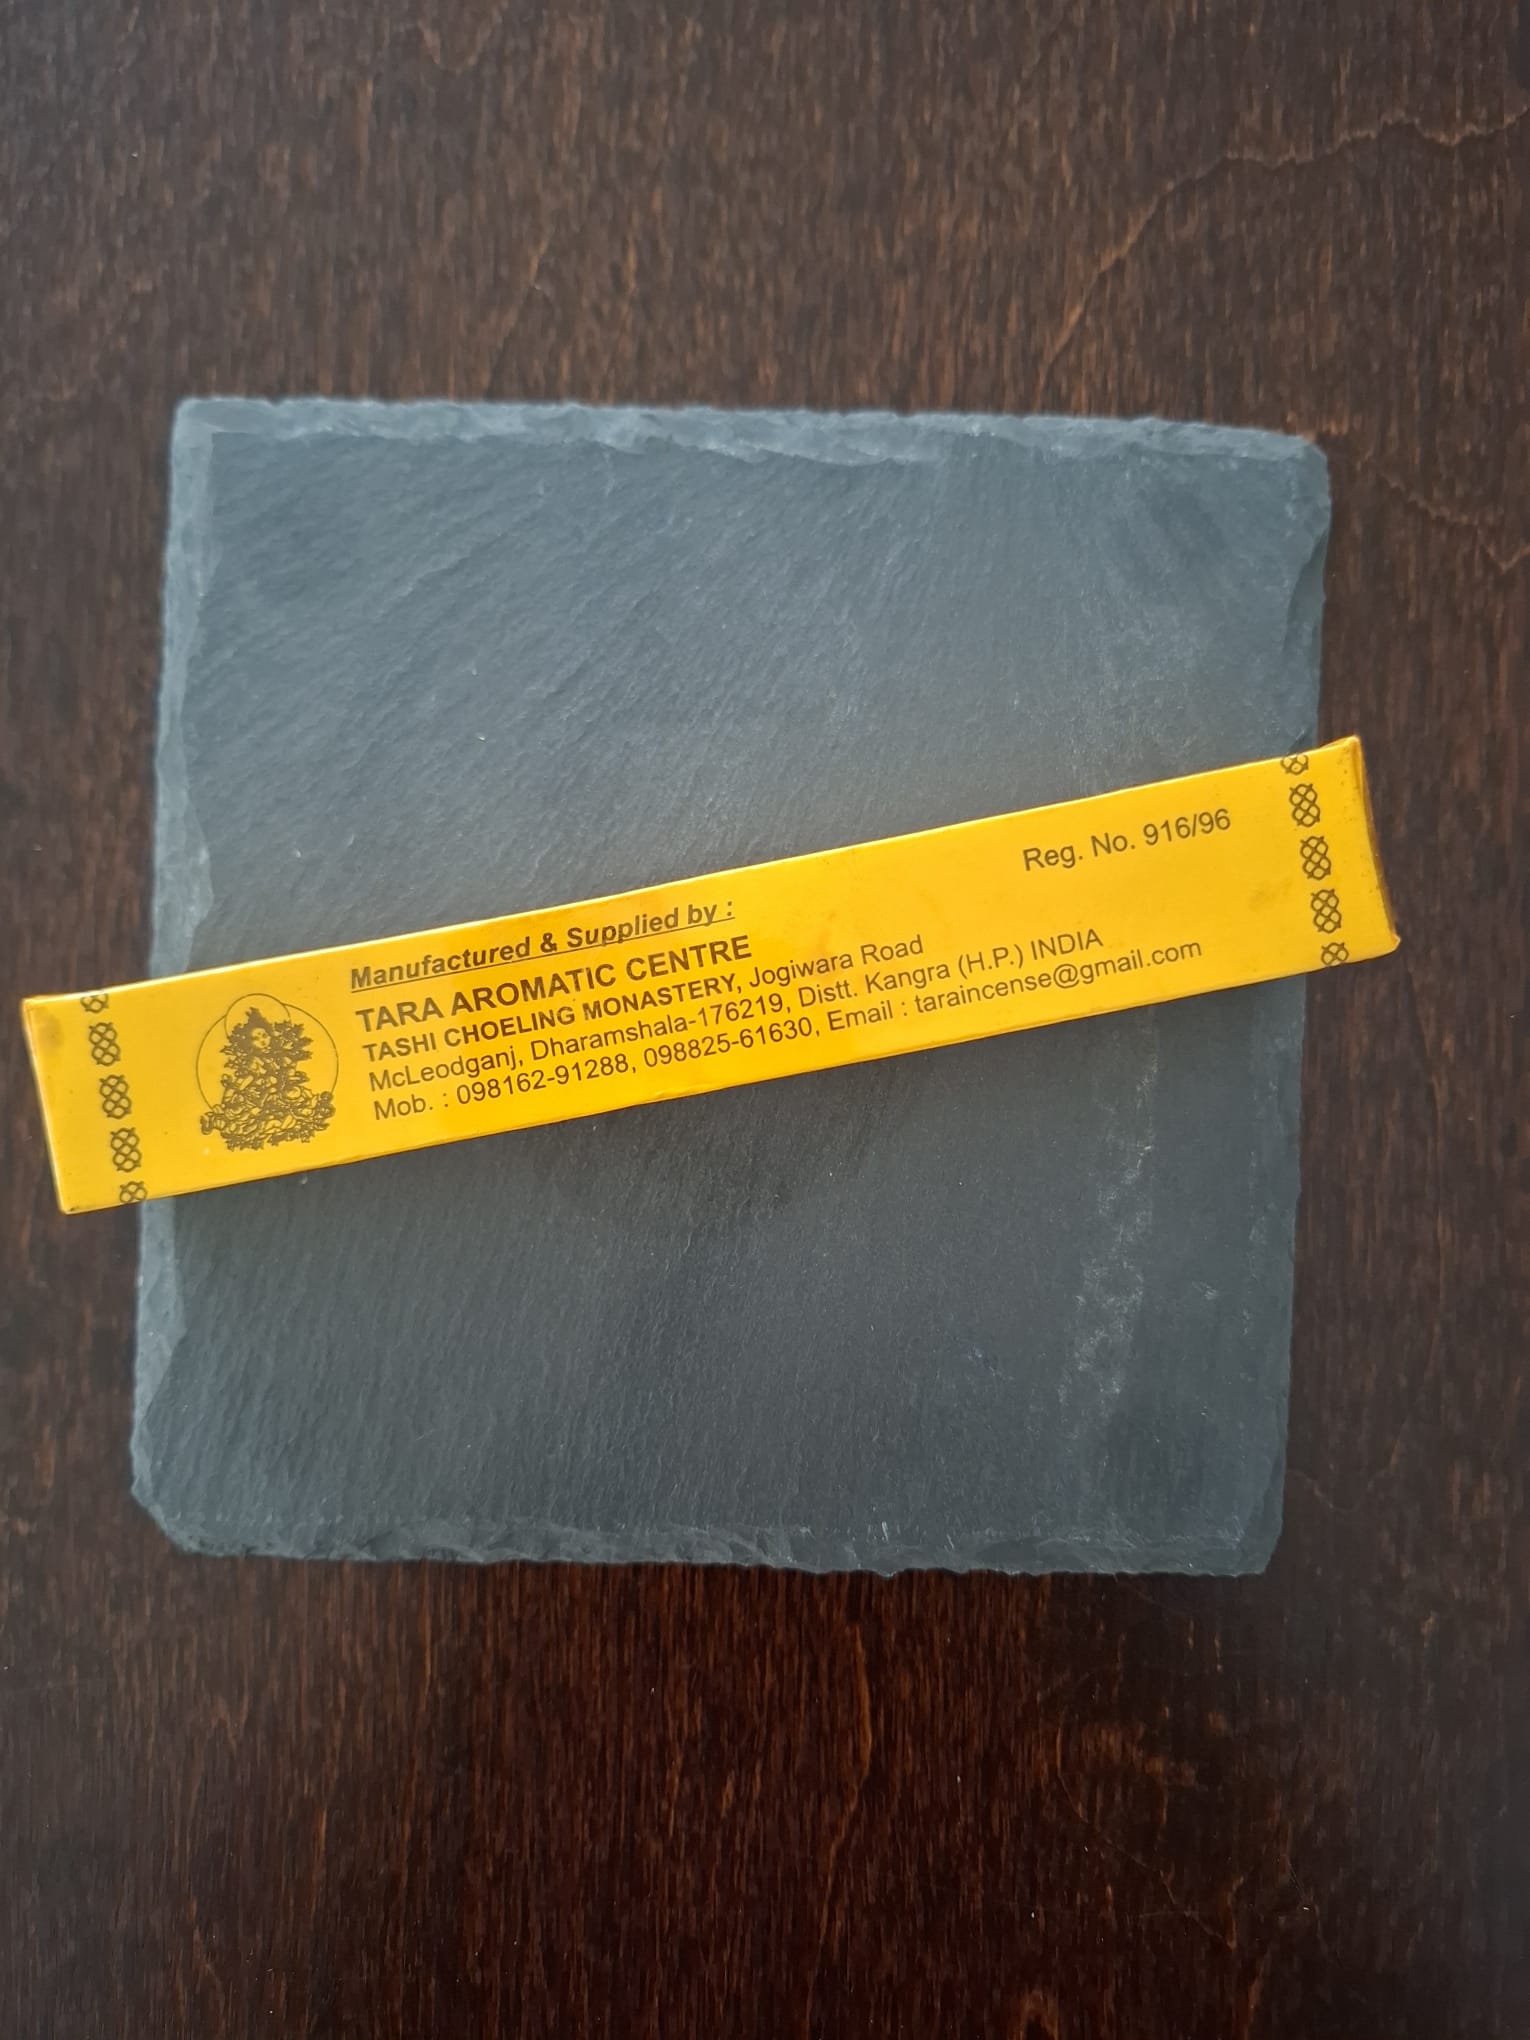 Reg. No. 916/96
Manufactured & Supplied by :
TARA AROMATIC CENTRE
TASHI CHOELING MONASTERY, Jogiwara Road
McLeodganj, Dharamshala-176219, Distt. Kangra (H.P.) INDIA
Mob. : 098162-91288, 098825-61630, Email : taraincense@gmail.com